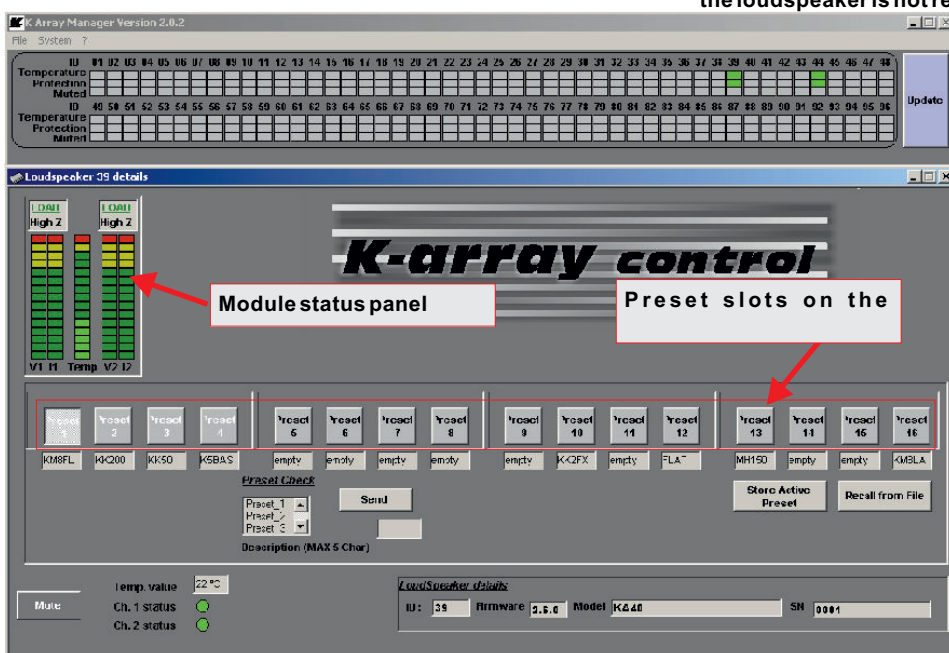 the loudspeaker is not re
K Array Manager Version 2.0.2
File System ?
ID 01 02 03 04 05 06 07 08 09 10 11 12 13 14 15 16 17 18 19 20 21 22 23 24 25 26 27 28 29 30 31 32 33 34 35 36 37 38 39 40 41 42 43 44 45 46 47 48
Temperature
Protection
Muted
ID 49 50 51 52 53 54 55 56 57 58 59 60 61 62 63 64 65 66 67 68 69 70 71 72 73 74 75 76 77 78 79 80 81 82 83 84 85 86 87 88 89 90 91 92 93 94 95 96
Temperature
Protection
Muted
Update
Loudspeaker 39 details
LOAD LOAD
High Z High Z
V1 I1 Temp V2 I2
K-array control
Module status panel
Preset slots on the
Preset 1 Preset 2 Preset 3 Preset 4 Preset 5 Preset 6 Preset 7 Preset 8 Preset 9 Preset 10 Preset 11 Preset 12 Preset 13 Preset 14 Preset 15 Preset 16
KM8FL KK200 KK50 K5BAS empty empty empty empty empty KK2FX empty FLAT MH150 empty empty KM3LA
Preset Check
Preset_1
Preset_2
Preset_3
Send
Description (MAX 5 Char)
Store Active
Preset
Recall from File
Mute
Temp. value 22 °C
Ch. 1 status
Ch. 2 status
LoudSpeaker details
ID: 39 Firmware 2.6.0 Model KA40 SN 0001